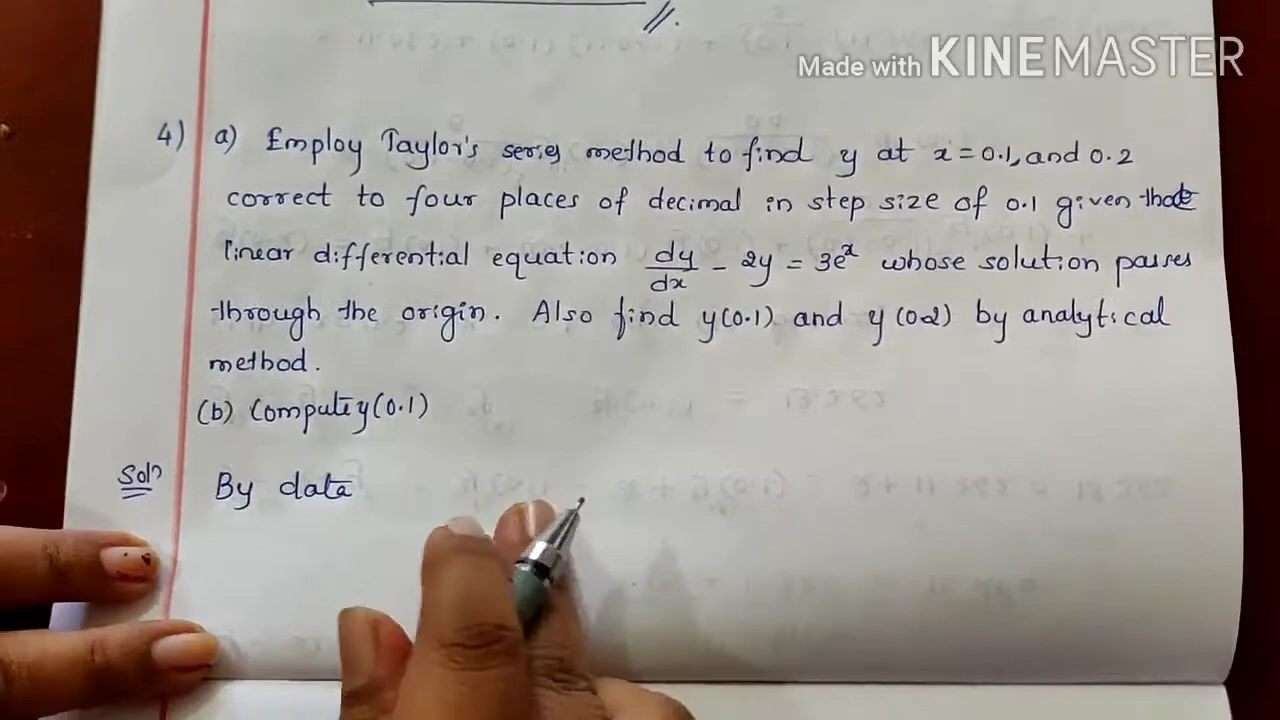 Made with KINEMASTER
4) a) Employ Taylor's series method to find y at x=0.1, and 0.2
correct to four places of decimal in step size of 0.1 given that
linear differential equation dy/dx - 2y = 3eˣ whose solution passes
through the origin. Also find y(0.1) and y(0.2) by analytical
method.
(b) Compute y(0.1)
Solⁿ By data